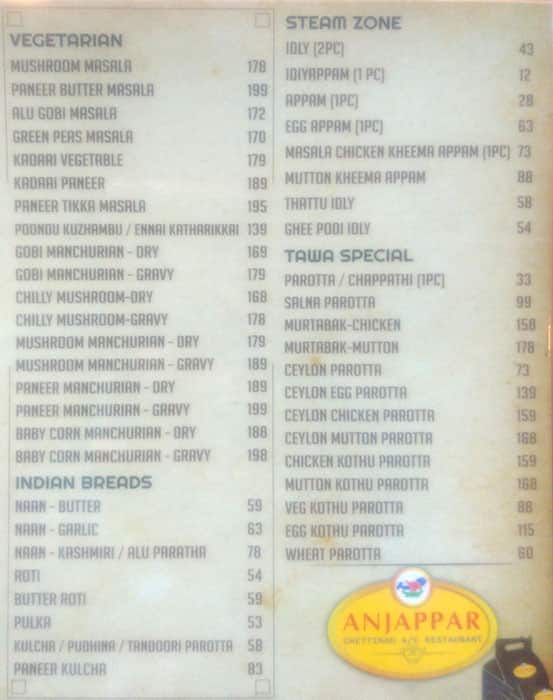 VEGETARIAN
MUSHROOM MASALA 178
PANEER BUTTER MASALA 199
ALU GOBI MASALA 172
GREEN PEAS MASALA 170
KADAAI VEGETABLE 179
KADAAI PANEER 189
PANEER TIKKA MASALA 195
POONDU KUZHAMBU / ENNAI KATHARIKKAI 139
GOBI MANCHURIAN - DRY 169
GOBI MANCHURIAN - GRAVY 179
CHILLY MUSHROOM-DRY 168
CHILLY MUSHROOM-GRAVY 178
MUSHROOM MANCHURIAN - DRY 179
MUSHROOM MANCHURIAN - GRAVY 189
PANEER MANCHURIAN - DRY 189
PANEER MANCHURIAN - GRAVY 199
BABY CORN MANCHURIAN - DRY 188
BABY CORN MANCHURIAN - GRAVY 198
INDIAN BREADS
NAAN - BUTTER 59
NAAN - GARLIC 63
NAAN - KASHMIRI / ALU PARATHA 78
ROTI 54
BUTTER ROTI 59
PULKA 53
KULCHA / PUDHINA / TANDOORI PAROTTA 58
PANEER KULCHA 83
STEAM ZONE
IDLY (2PC) 43
IDIYAPPAM (1 PC) 12
APPAM (1PC) 28
EGG APPAM (1PC) 63
MASALA CHICKEN KHEEMA APPAM (1PC) 73
MUTTON KHEEMA APPAM 88
THATTU IDLY 58
GHEE PODI IDLY 54
TAWA SPECIAL
PAROTTA / CHAPPATHI (1PC) 33
SALNA PAROTTA 99
MURTABAK-CHICKEN 158
MURTABAK-MUTTON 178
CEYLON PAROTTA 73
CEYLON EGG PAROTTA 139
CEYLON CHICKEN PAROTTA 159
CEYLON MUTTON PAROTTA 168
CHICKEN KOTHU PAROTTA 159
MUTTON KOTHU PAROTTA 168
VEG KOTHU PAROTTA 88
EGG KOTHU PAROTTA 115
WHEAT PAROTTA 60
ANJAPPAR
CHETTINAD A/C RESTAURANT